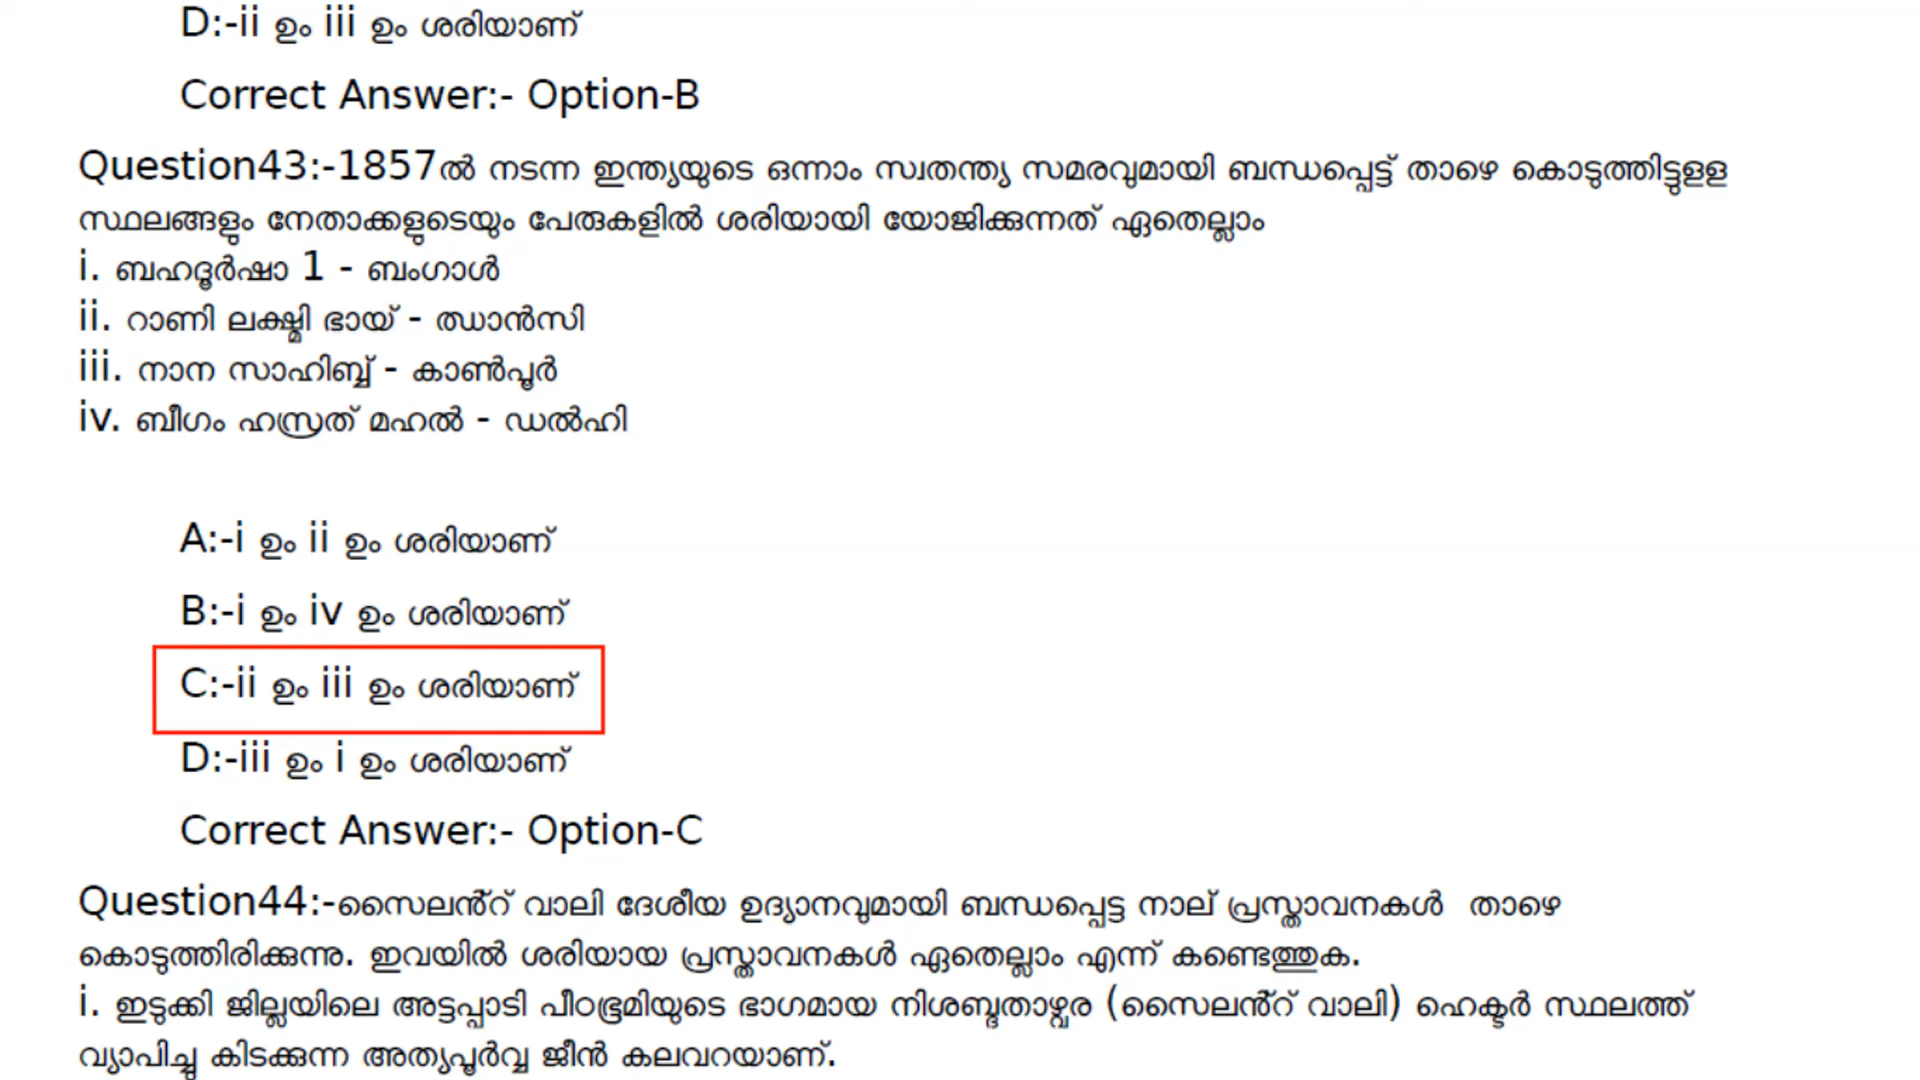 D:-ii ഉം iii ഉം ശരിയാണ്
Correct Answer:- Option-B
Question43:-1857ൽ നടന്ന ഇന്ത്യയുടെ ഒന്നാം സ്വതന്ത്ര്യ സമരവുമായി ബന്ധപ്പെട്ട് താഴെ കൊടുത്തിട്ടുളള
സ്ഥലങ്ങളും നേതാക്കളുടെയും പേരുകളിൽ ശരിയായി യോജിക്കുന്നത് ഏതെല്ലാം
i. ബഹദൂർഷാ 1 - ബംഗാൾ
ii. റാണി ലക്ഷ്മി ഭായ് - ഝാൻസി
iii. നാന സാഹിബ്ബ് - കാൺപൂർ
iv. ബീഗം ഹസ്രത് മഹൽ - ഡൽഹി
A:-i ഉം ii ഉം ശരിയാണ്
B:-i ഉം iv ഉം ശരിയാണ്
C:-ii ഉം iii ഉം ശരിയാണ്
D:-iii ഉം i ഉം ശരിയാണ്
Correct Answer:- Option-C
Question44:-സൈലൻ്റ് വാലി ദേശീയ ഉദ്യാനവുമായി ബന്ധപ്പെട്ട നാല് പ്രസ്താവനകൾ താഴെ
കൊടുത്തിരിക്കുന്നു. ഇവയിൽ ശരിയായ പ്രസ്താവനകൾ ഏതെല്ലാം എന്ന് കണ്ടെത്തുക.
i. ഇടുക്കി ജില്ലയിലെ അട്ടപ്പാടി പീഠഭൂമിയുടെ ഭാഗമായ നിശബ്ദതാഴ്വര (സൈലൻ്റ് വാലി) ഹെക്ടർ സ്ഥലത്ത്
വ്യാപിച്ചു കിടക്കുന്ന അത്യപൂർവ്വ ജീൻ കലവറയാണ്.